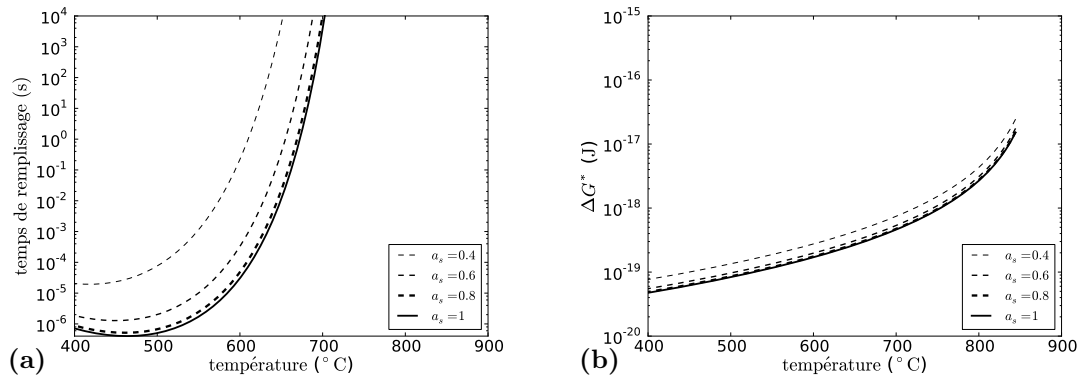 temps de remplissage (s)
10^4
10^3
10^2
10^1
10^0
10^-1
10^-2
10^-3
10^-4
10^-5
10^-6
400 500 600 700 800 900
température (°C)
a_s=0.4
a_s=0.6
a_s=0.8
a_s=1
(a)
ΔG* (J)
10^-15
10^-16
10^-17
10^-18
10^-19
10^-20
400 500 600 700 800 900
température (°C)
a_s=0.4
a_s=0.6
a_s=0.8
a_s=1
(b)